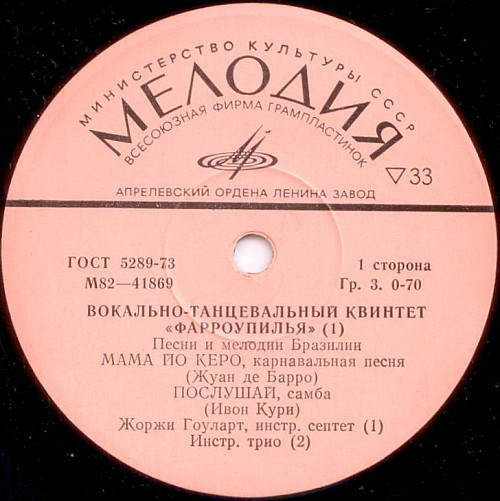 МИНИСТЕРСТВО КУЛЬТУРЫ СССР
МЕЛОДИЯ
ВСЕСОЮЗНАЯ ФИРМА ГРАМПЛАСТИНОК
▽33
АПРЕЛЕВСКИЙ ОРДЕНА ЛЕНИНА ЗАВОД
ГОСТ 5289-73
М82—41869
1 сторона
Гр. 3. 0-70
ВОКАЛЬНО-ТАНЦЕВАЛЬНЫЙ КВИНТЕТ
«ФАРРОУПИЛЬЯ» (1)
Песни и мелодии Бразилии
МАМА ЙО КЕРО, карнавальная песня
(Жуан де Барро)
ПОСЛУШАЙ, самба
(Ивон Кури)
Жоржи Гоуларт, инстр. септет (1)
Инстр. трио (2)